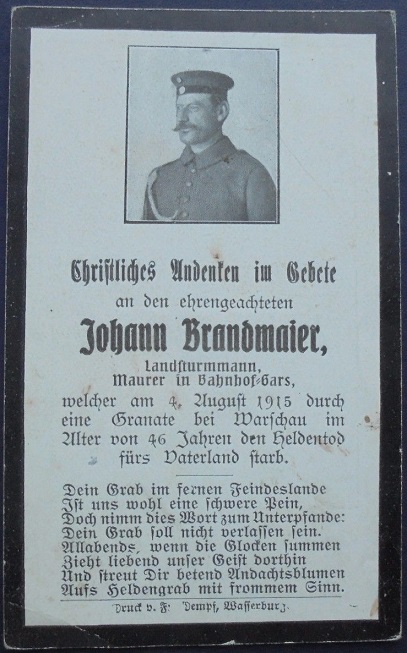 Christliches Andenken im Gebete
an den ehrengeachteten
Johann Brandmaier,
Landsturmmann,
Maurer in Bahnhof-Gars,
welcher am 4. August 1915 durch
eine Granate bei Warschau im
Alter von 46 Jahren den Heldentod
fürs Vaterland starb.
Dein Grab im fernen Feindeslande
Ist uns wohl eine schwere Pein,
Doch nimm dies Wort zum Unterpfande:
Dein Grab soll nicht verlassen sein.
Allabends, wenn die Glocken summen
Zieht liebend unser Geist dorthin
Und streut Dir betend Andachtsblumen
Aufs Heldengrab mit frommem Sinn.
Druck v. Fr. Dempf, Wasserburg.